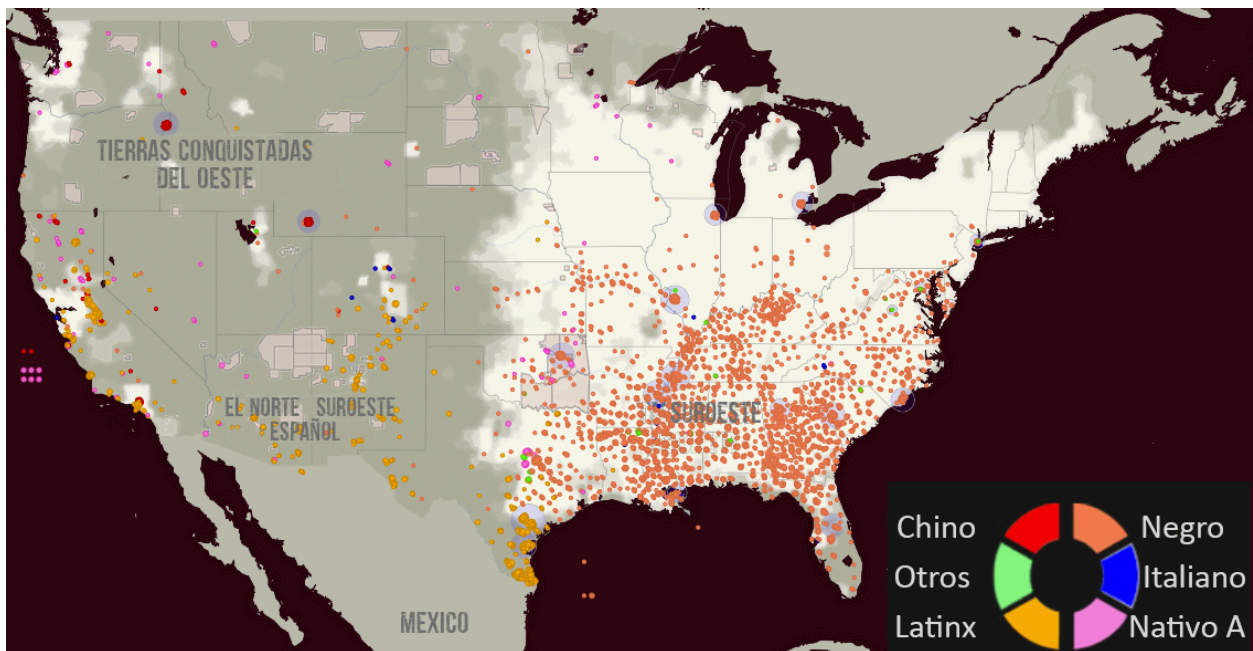 TIERRAS CONQUISTADAS
DEL OESTE
EL NORTE SUROESTE
ESPAÑOL
SUROESTE
MEXICO
Chino
Negro
Otros
Italiano
Latinx
Nativo A